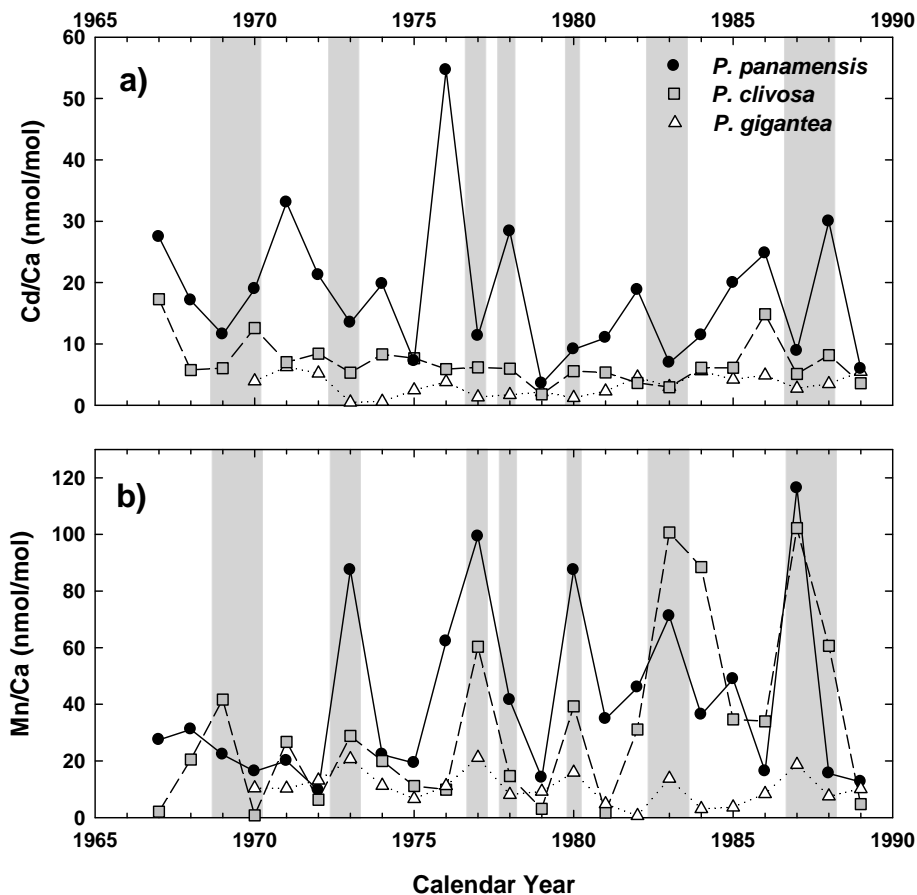 1965 1970 1975 1980 1985 1990
60
50
40
30
20
10
0
Cd/Ca (nmol/mol)
a)
P. panamensis
P. clivosa
P. gigantea
120
100
80
60
40
20
0
Mn/Ca (nmol/mol)
b)
1965 1970 1975 1980 1985 1990
Calendar Year